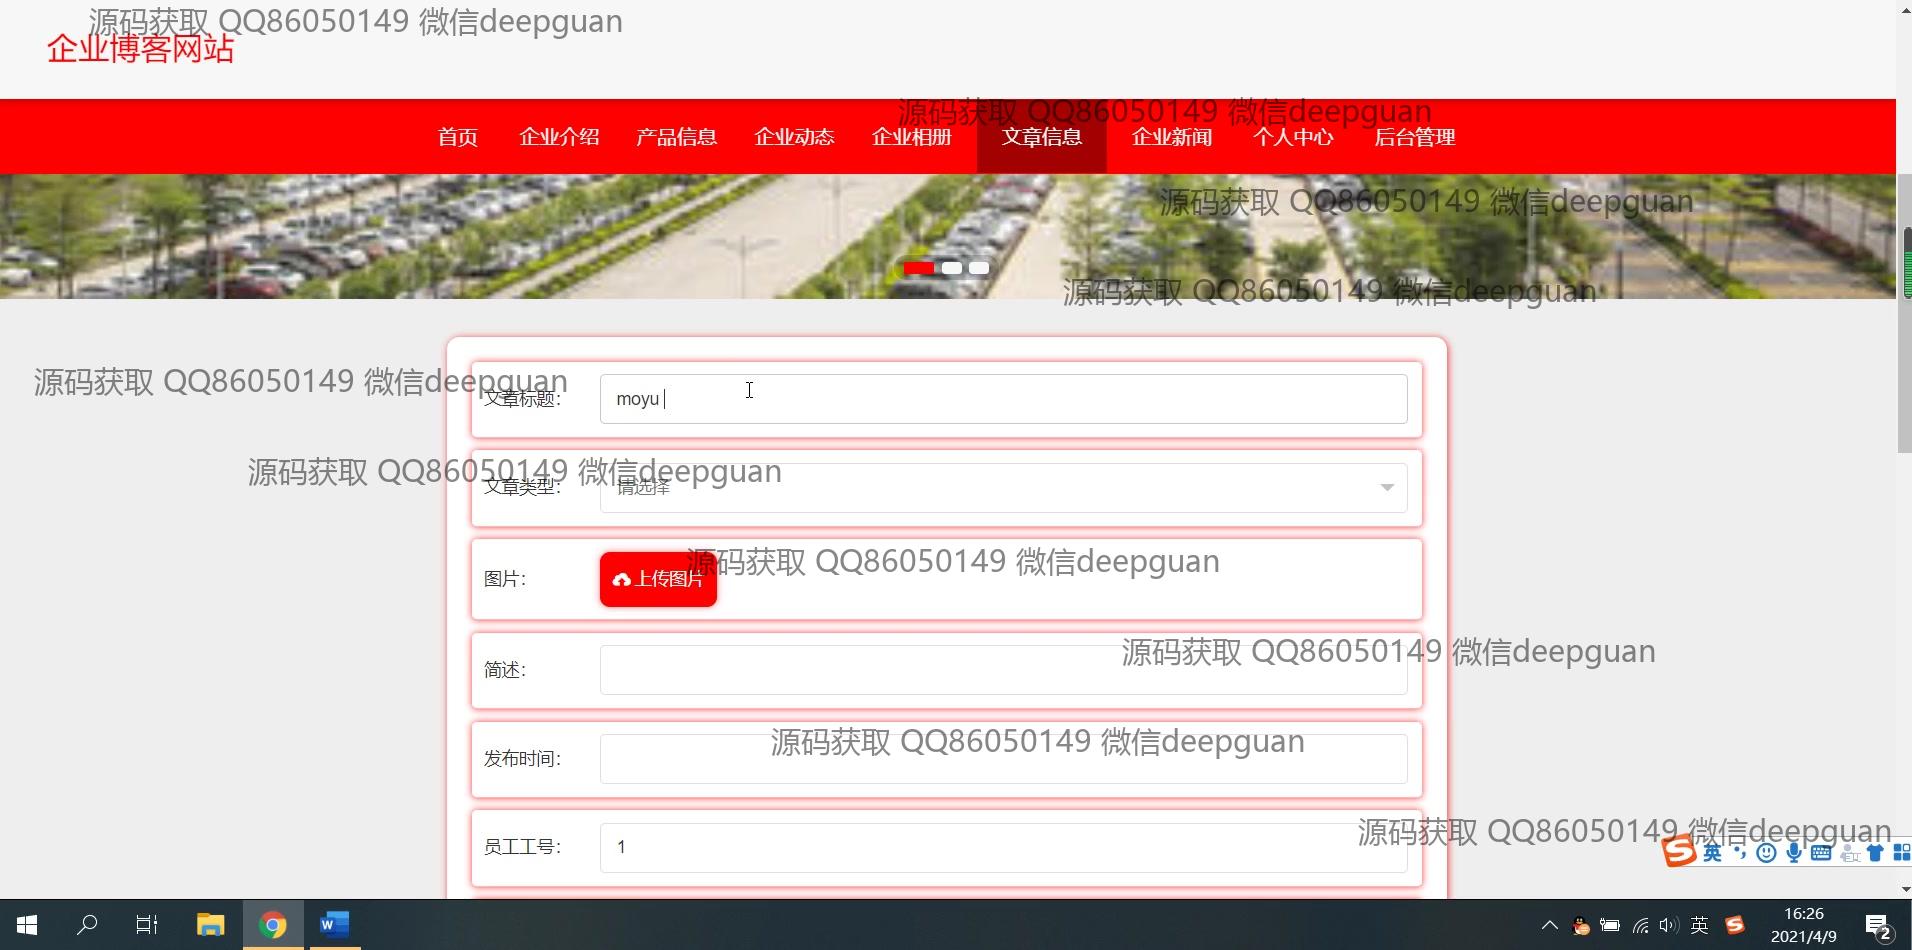 源码获取 QQ86050149 微信deepguan
企业博客网站
源码获取 QQ86050149 微信deepguan
首页 企业介绍 产品信息 企业动态 企业相册 文章信息 企业新闻 个人中心 后台管理
源码获取 QQ86050149 微信deepguan
源码获取 QQ86050149 微信deepguan
源码获取 QQ86050149 微信deepguan
文章标题: moyu
源码获取 QQ86050149 微信deepguan
文章类型: 请选择
源码获取 QQ86050149 微信deepguan
图片: 上传图片
源码获取 QQ86050149 微信deepguan
简述:
源码获取 QQ86050149 微信deepguan
发布时间:
源码获取 QQ86050149 微信deepguan
员工工号: 1
英
英
16:26
2021/4/9
2